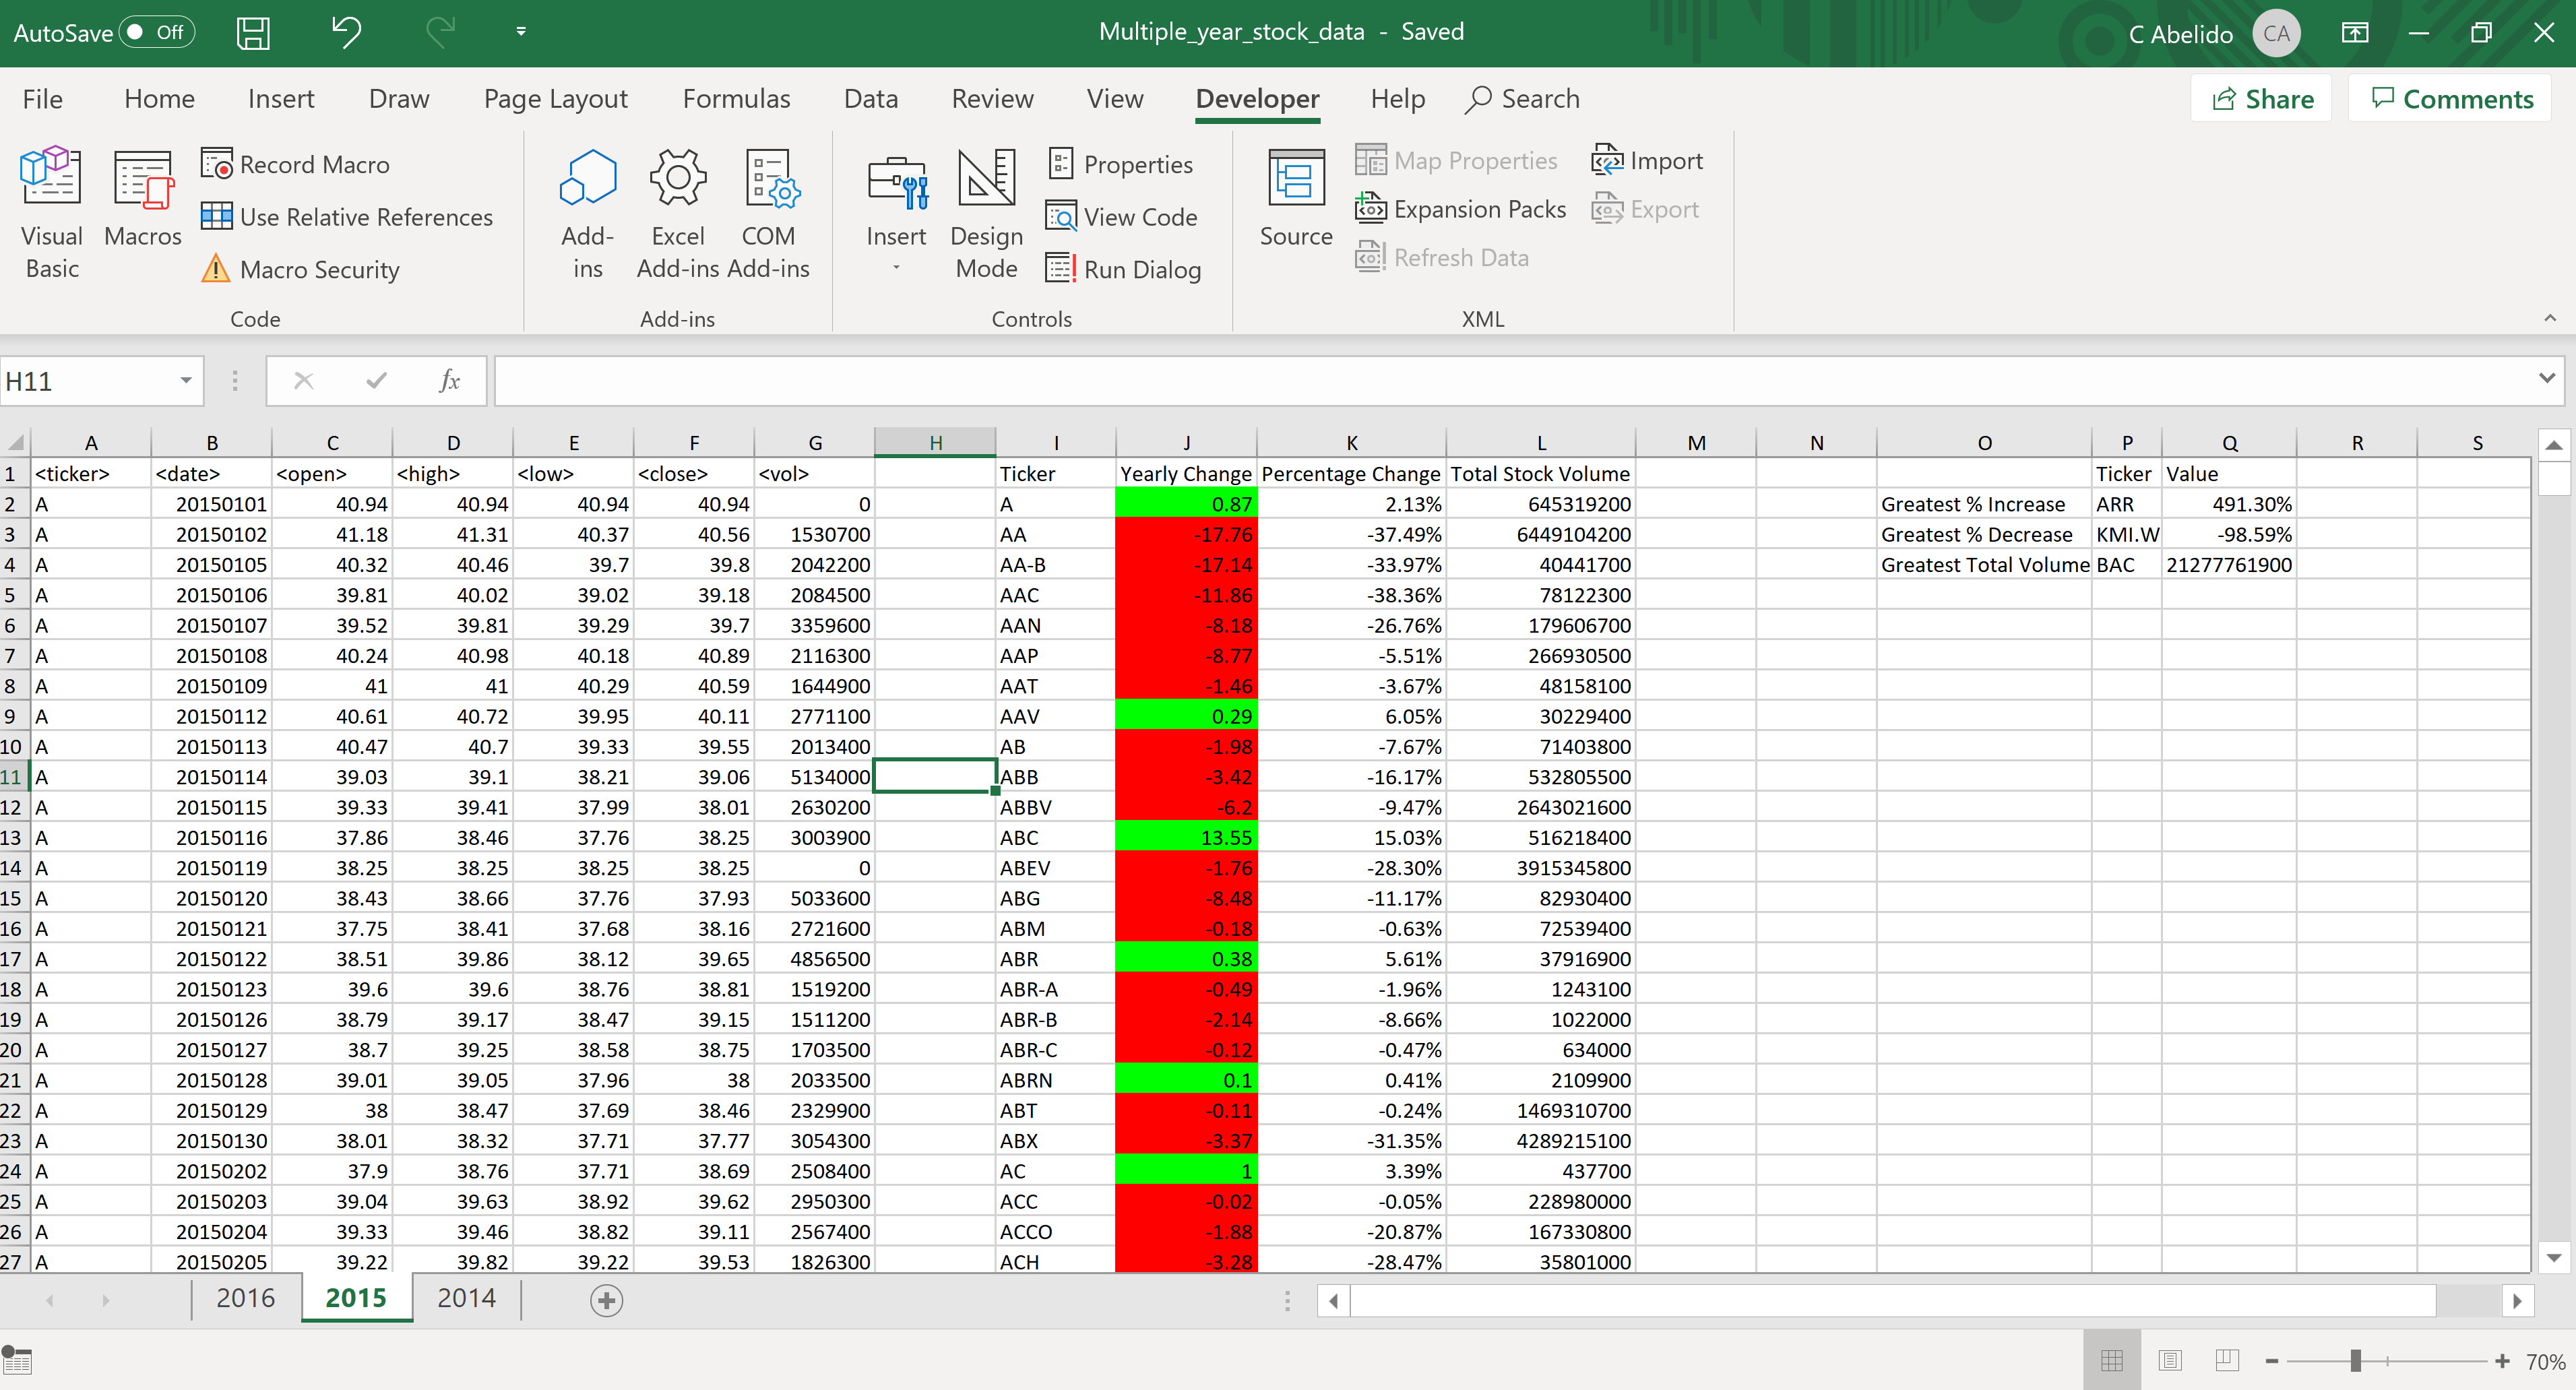 AutoSave Off Multiple_year_stock_data - Saved C Abelido CA
File Home Insert Draw Page Layout Formulas Data Review View Developer Help Search Share Comments
Visual Basic
Macros
Record Macro
Use Relative References
Macro Security
Code
Add-ins
Excel Add-ins
COM Add-ins
Add-ins
Insert
Design Mode
Properties
View Code
Run Dialog
Controls
Source
Map Properties
Expansion Packs
Refresh Data
Import
Export
XML
H11 fx
A B C D E F G H I J K L M N O P Q R S
1 <ticker> <date> <open> <high> <low> <close> <vol> Ticker Yearly Change Percentage Change Total Stock Volume Ticker Value
2 A 20150101 40.94 40.94 40.94 40.94 0 A 0.87 2.13% 645319200 Greatest % Increase ARR 491.30%
3 A 20150102 41.18 41.31 40.37 40.56 1530700 AA -17.76 -37.49% 6449104200 Greatest % Decrease KMI.W -98.59%
4 A 20150105 40.32 40.46 39.7 39.8 2042200 AA-B -17.14 -33.97% 40441700 Greatest Total Volume BAC 21277761900
5 A 20150106 39.81 40.02 39.02 39.18 2084500 AAC -11.86 -38.36% 78122300
6 A 20150107 39.52 39.81 39.29 39.7 3359600 AAN -8.18 -26.76% 179606700
7 A 20150108 40.24 40.98 40.18 40.89 2116300 AAP -8.77 -5.51% 266930500
8 A 20150109 41 41 40.29 40.59 1644900 AAT -1.46 -3.67% 48158100
9 A 20150112 40.61 40.72 39.95 40.11 2771100 AAV 0.29 6.05% 30229400
10 A 20150113 40.47 40.7 39.33 39.55 2013400 AB -1.98 -7.67% 71403800
11 A 20150114 39.03 39.1 38.21 39.06 5134000 ABB -3.42 -16.17% 532805500
12 A 20150115 39.33 39.41 37.99 38.01 2630200 ABBV -6.2 -9.47% 2643021600
13 A 20150116 37.86 38.46 37.76 38.25 3003900 ABC 13.55 15.03% 516218400
14 A 20150119 38.25 38.25 38.25 38.25 0 ABEV -1.76 -28.30% 3915345800
15 A 20150120 38.43 38.66 37.76 37.93 5033600 ABG -8.48 -11.17% 82930400
16 A 20150121 37.75 38.41 37.68 38.16 2721600 ABM -0.18 -0.63% 72539400
17 A 20150122 38.51 39.86 38.12 39.65 4856500 ABR 0.38 5.61% 37916900
18 A 20150123 39.6 39.6 38.76 38.81 1519200 ABR-A -0.49 -1.96% 1243100
19 A 20150126 38.79 39.17 38.47 39.15 1511200 ABR-B -2.14 -8.66% 1022000
20 A 20150127 38.7 39.25 38.58 38.75 1703500 ABR-C -0.12 -0.47% 634000
21 A 20150128 39.01 39.05 37.96 38 2033500 ABRN 0.1 0.41% 2109900
22 A 20150129 38 38.47 37.69 38.46 2329900 ABT -0.11 -0.24% 1469310700
23 A 20150130 38.01 38.32 37.71 37.77 3054300 ABX -3.37 -31.35% 4289215100
24 A 20150202 37.9 38.76 37.71 38.69 2508400 AC 1 3.39% 437700
25 A 20150203 39.04 39.63 38.92 39.62 2950300 ACC -0.02 -0.05% 228980000
26 A 20150204 39.33 39.46 38.82 39.11 2567400 ACCO -1.88 -20.87% 167330800
27 A 20150205 39.22 39.82 39.22 39.53 1826300 ACH -3.28 -28.47% 35801000
2016 2015 2014
70%